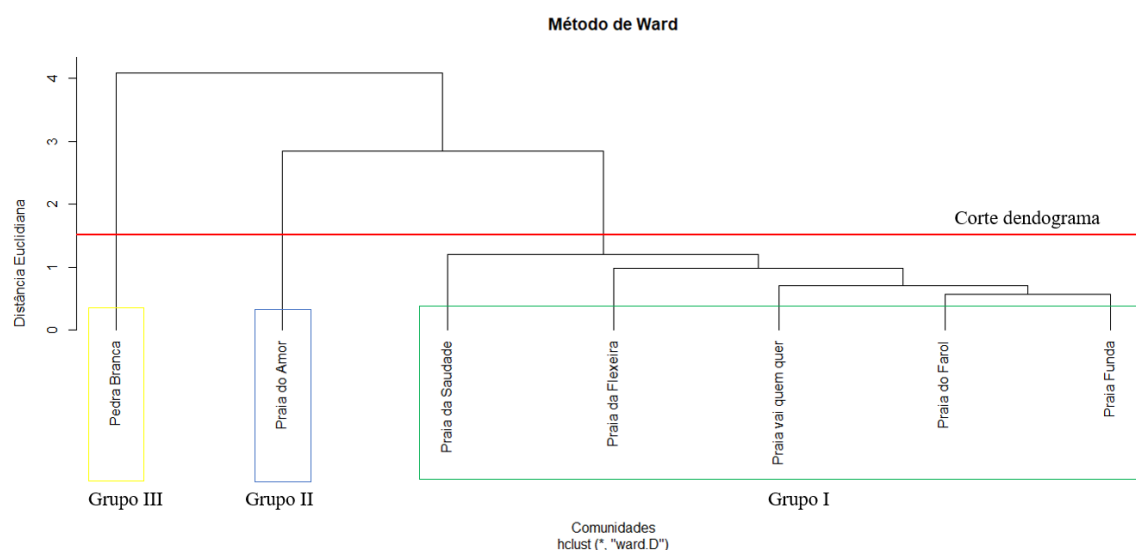 Método de Ward
Distância Euclidiana
4
3
2
1
0
Corte dendograma
Pedra Branca
Praia do Amor
Praia da Saudade
Praia da Flexeira
Praia vai quem quer
Praia do Farol
Praia Funda
Grupo III
Grupo II
Grupo I
Comunidades
hclust (*, "ward.D")